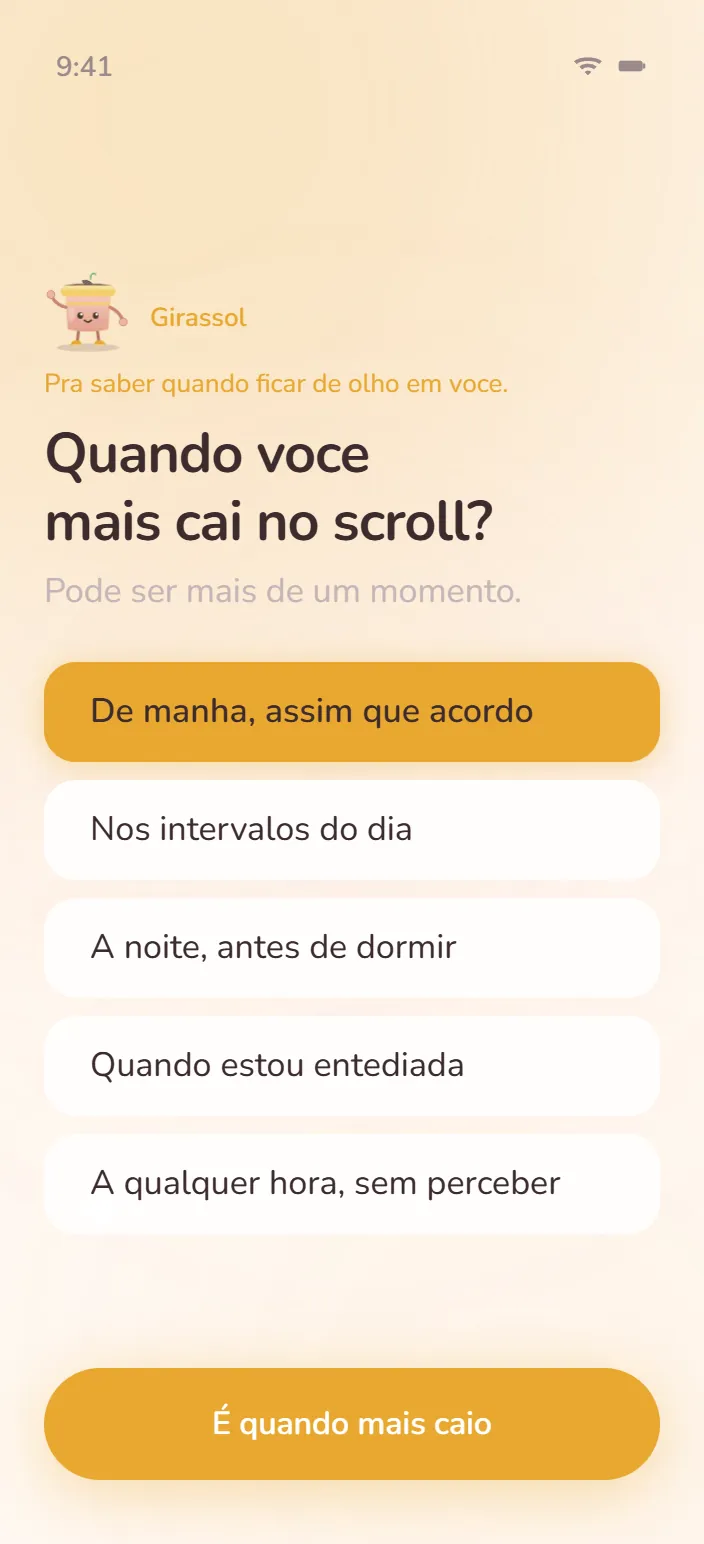 9:41
Girassol
Pra saber quando ficar de olho em voce.
Quando voce
mais cai no scroll?
Pode ser mais de um momento.
De manha, assim que acordo
Nos intervalos do dia
A noite, antes de dormir
Quando estou entediada
A qualquer hora, sem perceber
É quando mais caio